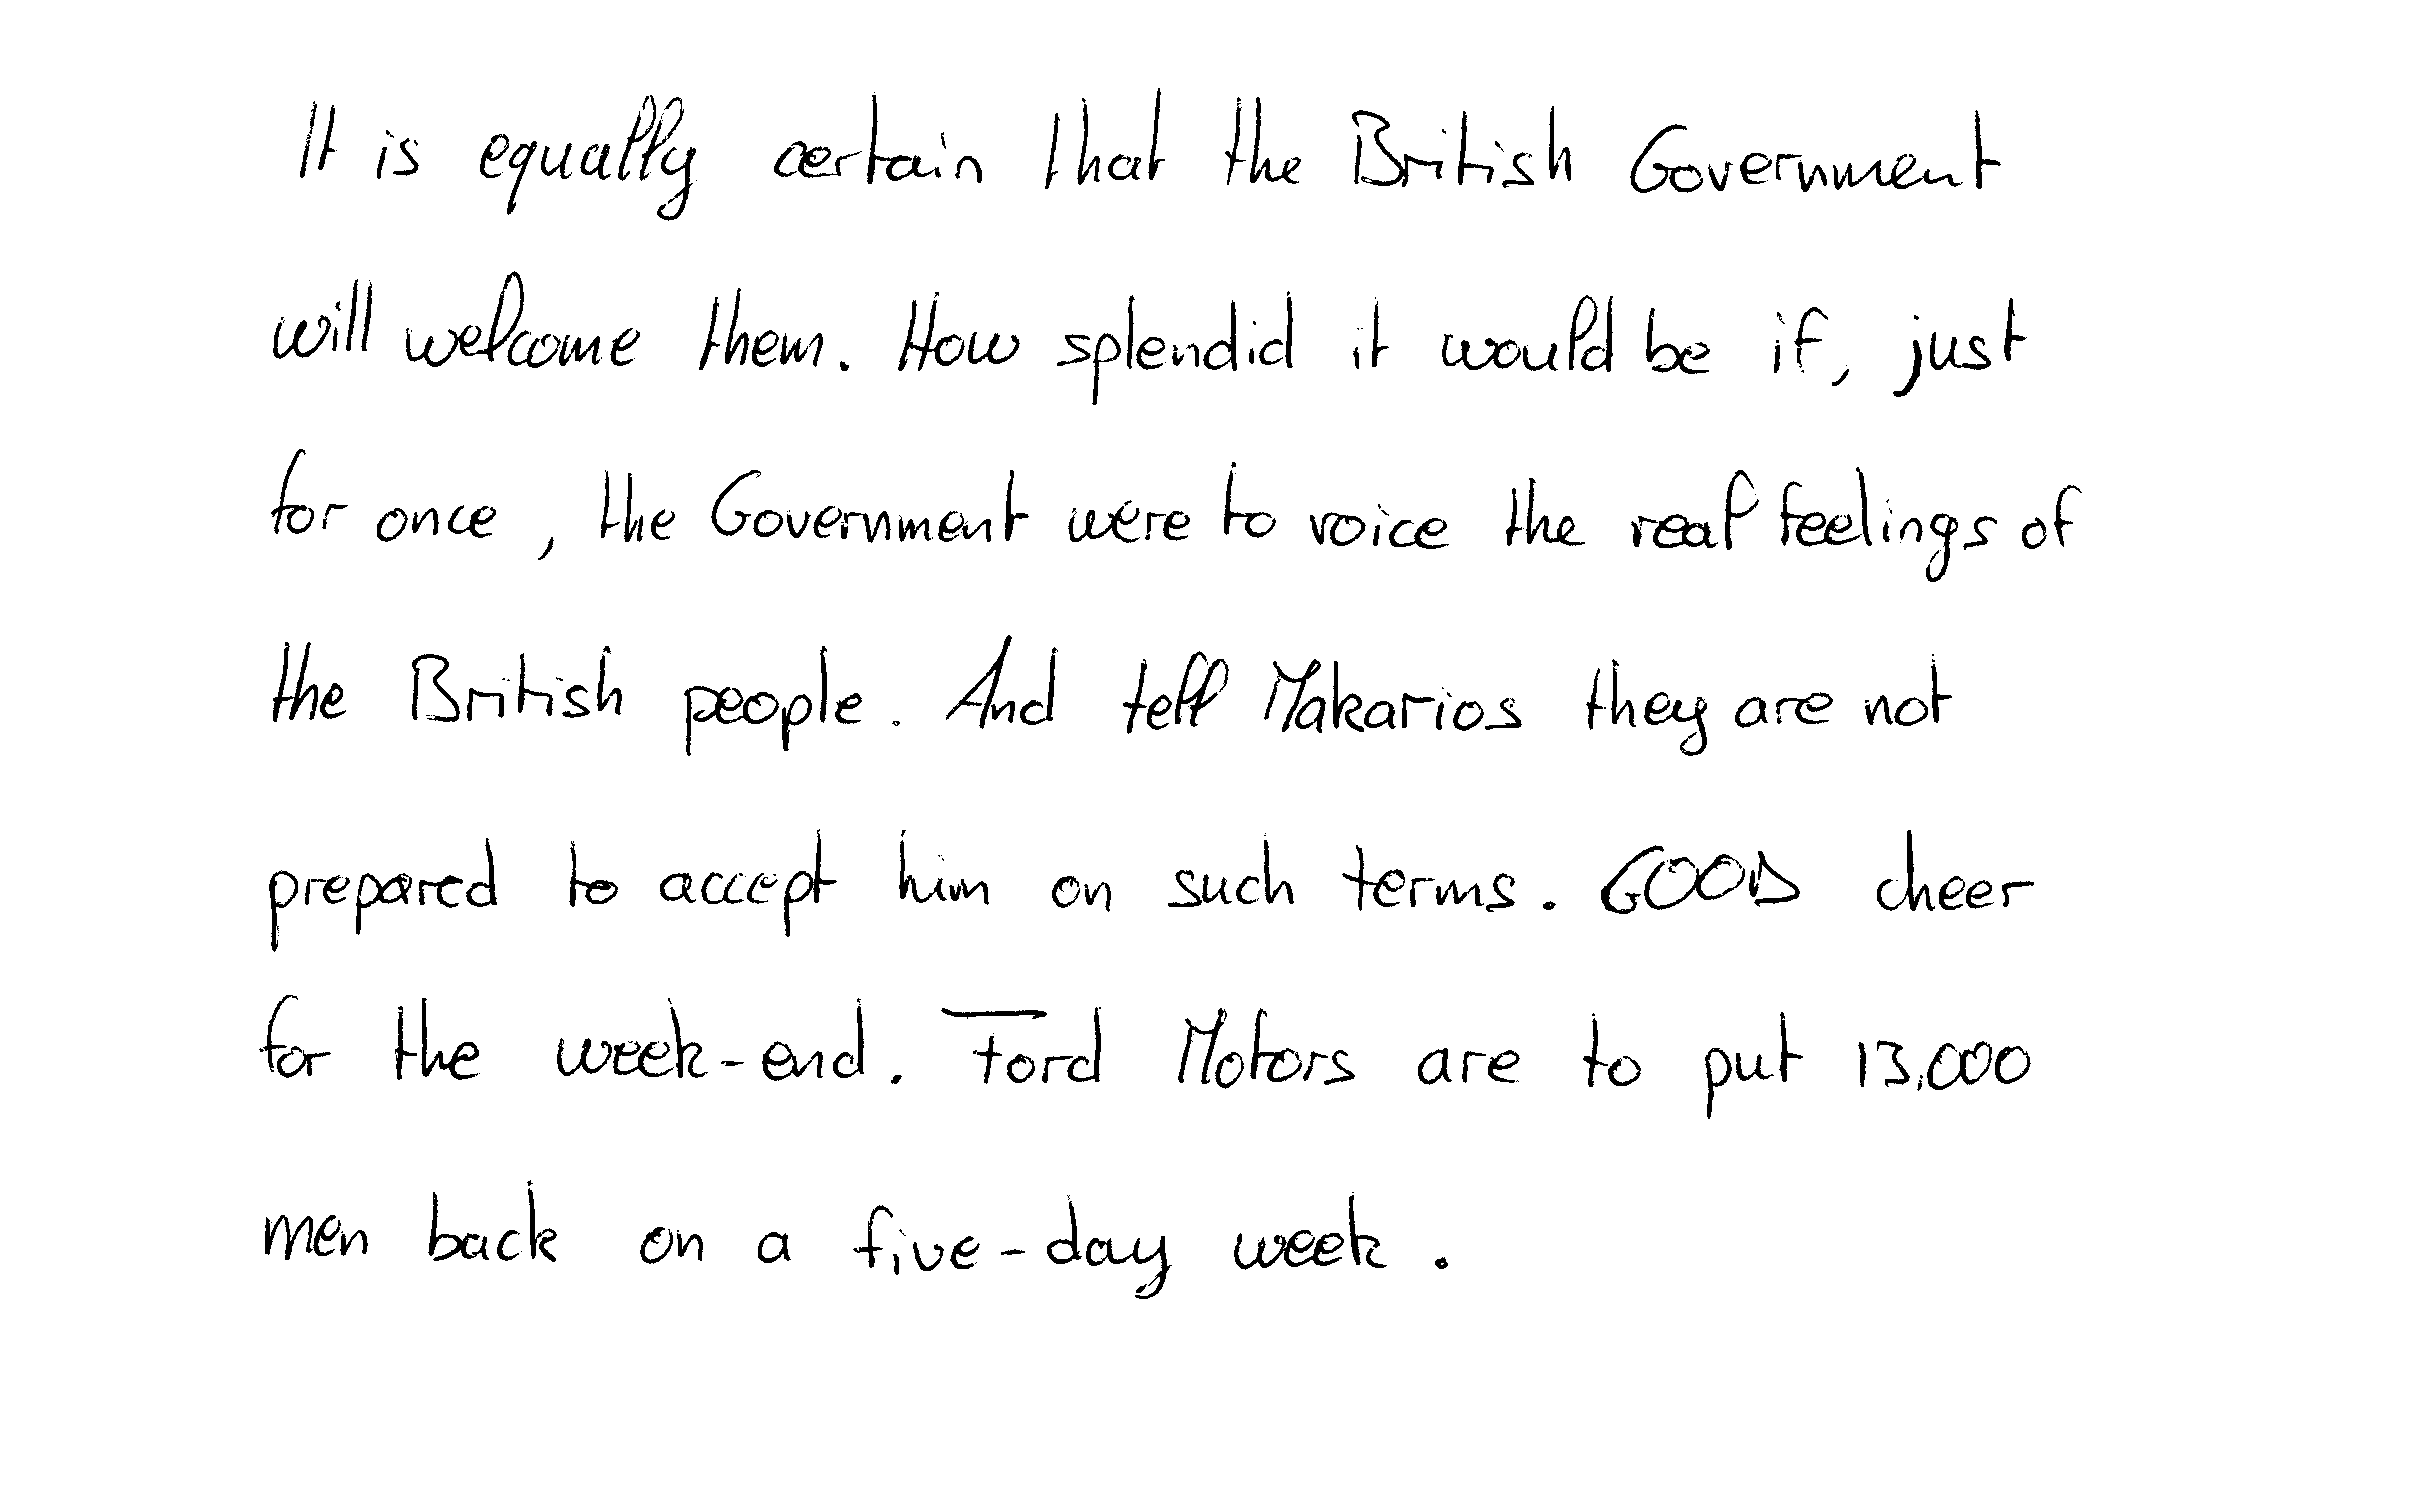 It is equally certain that the British Government
will welcome them. How splendid it would be if, just
for once, the Government were to voice the real feelings of
the British people. And tell Makarios they are not
prepared to accept him on such terms. GOOD cheer
for the week-end. Ford Motors are to put 13,000
men back on a five-day week.